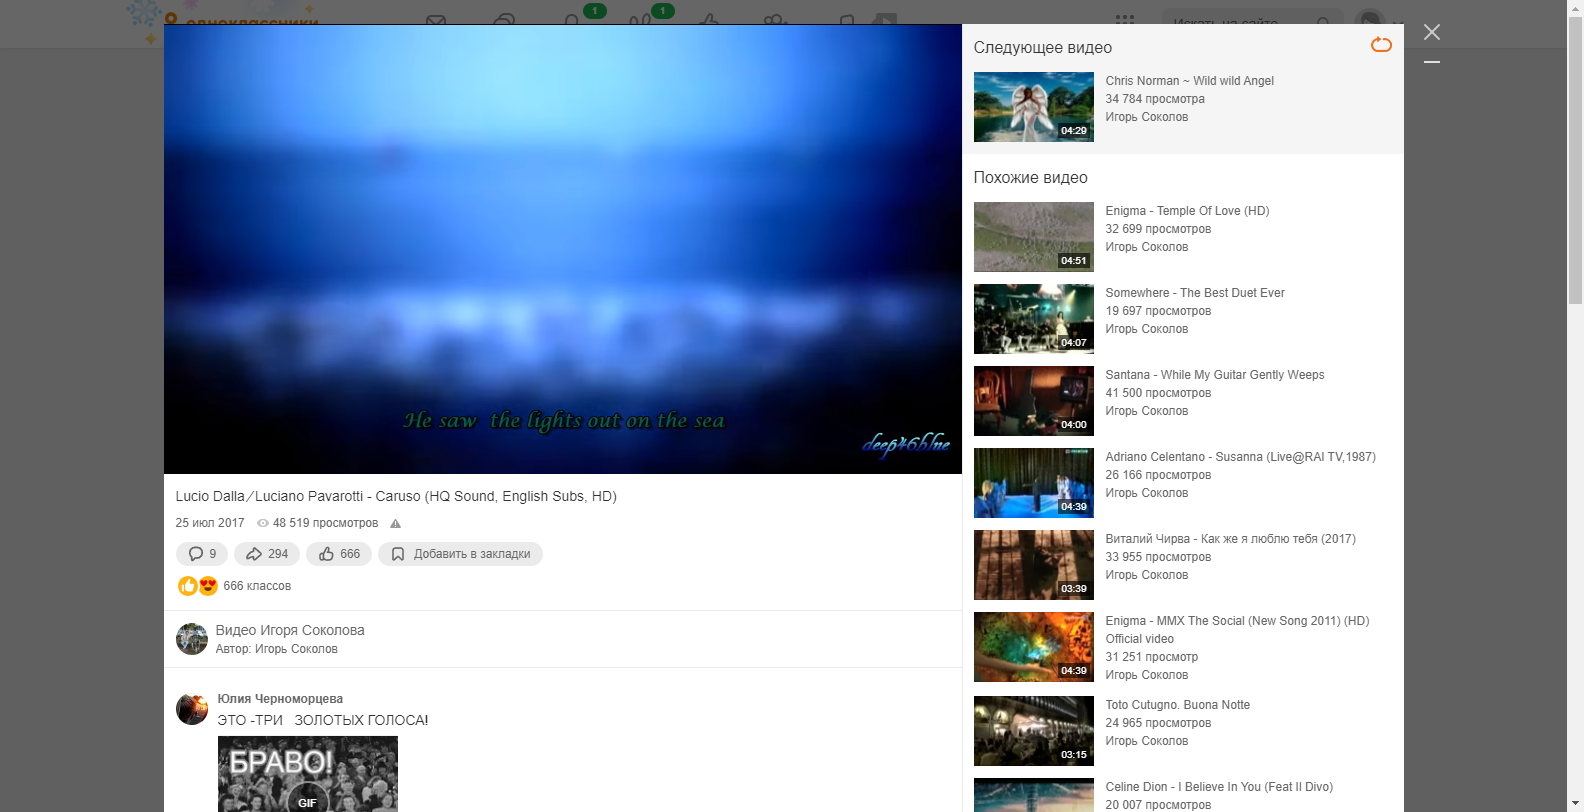 одноклассники
1
1
Искать на сайте
He saw the lights out on the sea
deep46blue
Lucio Dalla/Luciano Pavarotti - Caruso (HQ Sound, English Subs, HD)
25 июл 2017 48 519 просмотров
9 294 666 Добавить в закладки
666 классов
Видео Игоря Соколова
Автор: Игорь Соколов
Юлия Черноморцева
ЭТО -ТРИ ЗОЛОТЫХ ГОЛОСА!
БРАВО!
GIF
Следующее видео
Chris Norman ~ Wild wild Angel
34 784 просмотра
Игорь Соколов
04:29
Похожие видео
Enigma - Temple Of Love (HD)
32 699 просмотров
Игорь Соколов
04:51
Somewhere - The Best Duet Ever
19 697 просмотров
Игорь Соколов
04:07
Santana - While My Guitar Gently Weeps
41 500 просмотров
Игорь Соколов
04:00
Adriano Celentano - Susanna (Live@RAI TV,1987)
26 166 просмотров
Игорь Соколов
04:39
Виталий Чирва - Как же я люблю тебя (2017)
33 955 просмотров
Игорь Соколов
03:39
Enigma - MMX The Social (New Song 2011) (HD)
Official video
31 251 просмотр
Игорь Соколов
04:39
Toto Cutugno. Buona Notte
24 965 просмотров
Игорь Соколов
03:15
Celine Dion - I Believe In You (Feat Il Divo)
20 007 просмотров